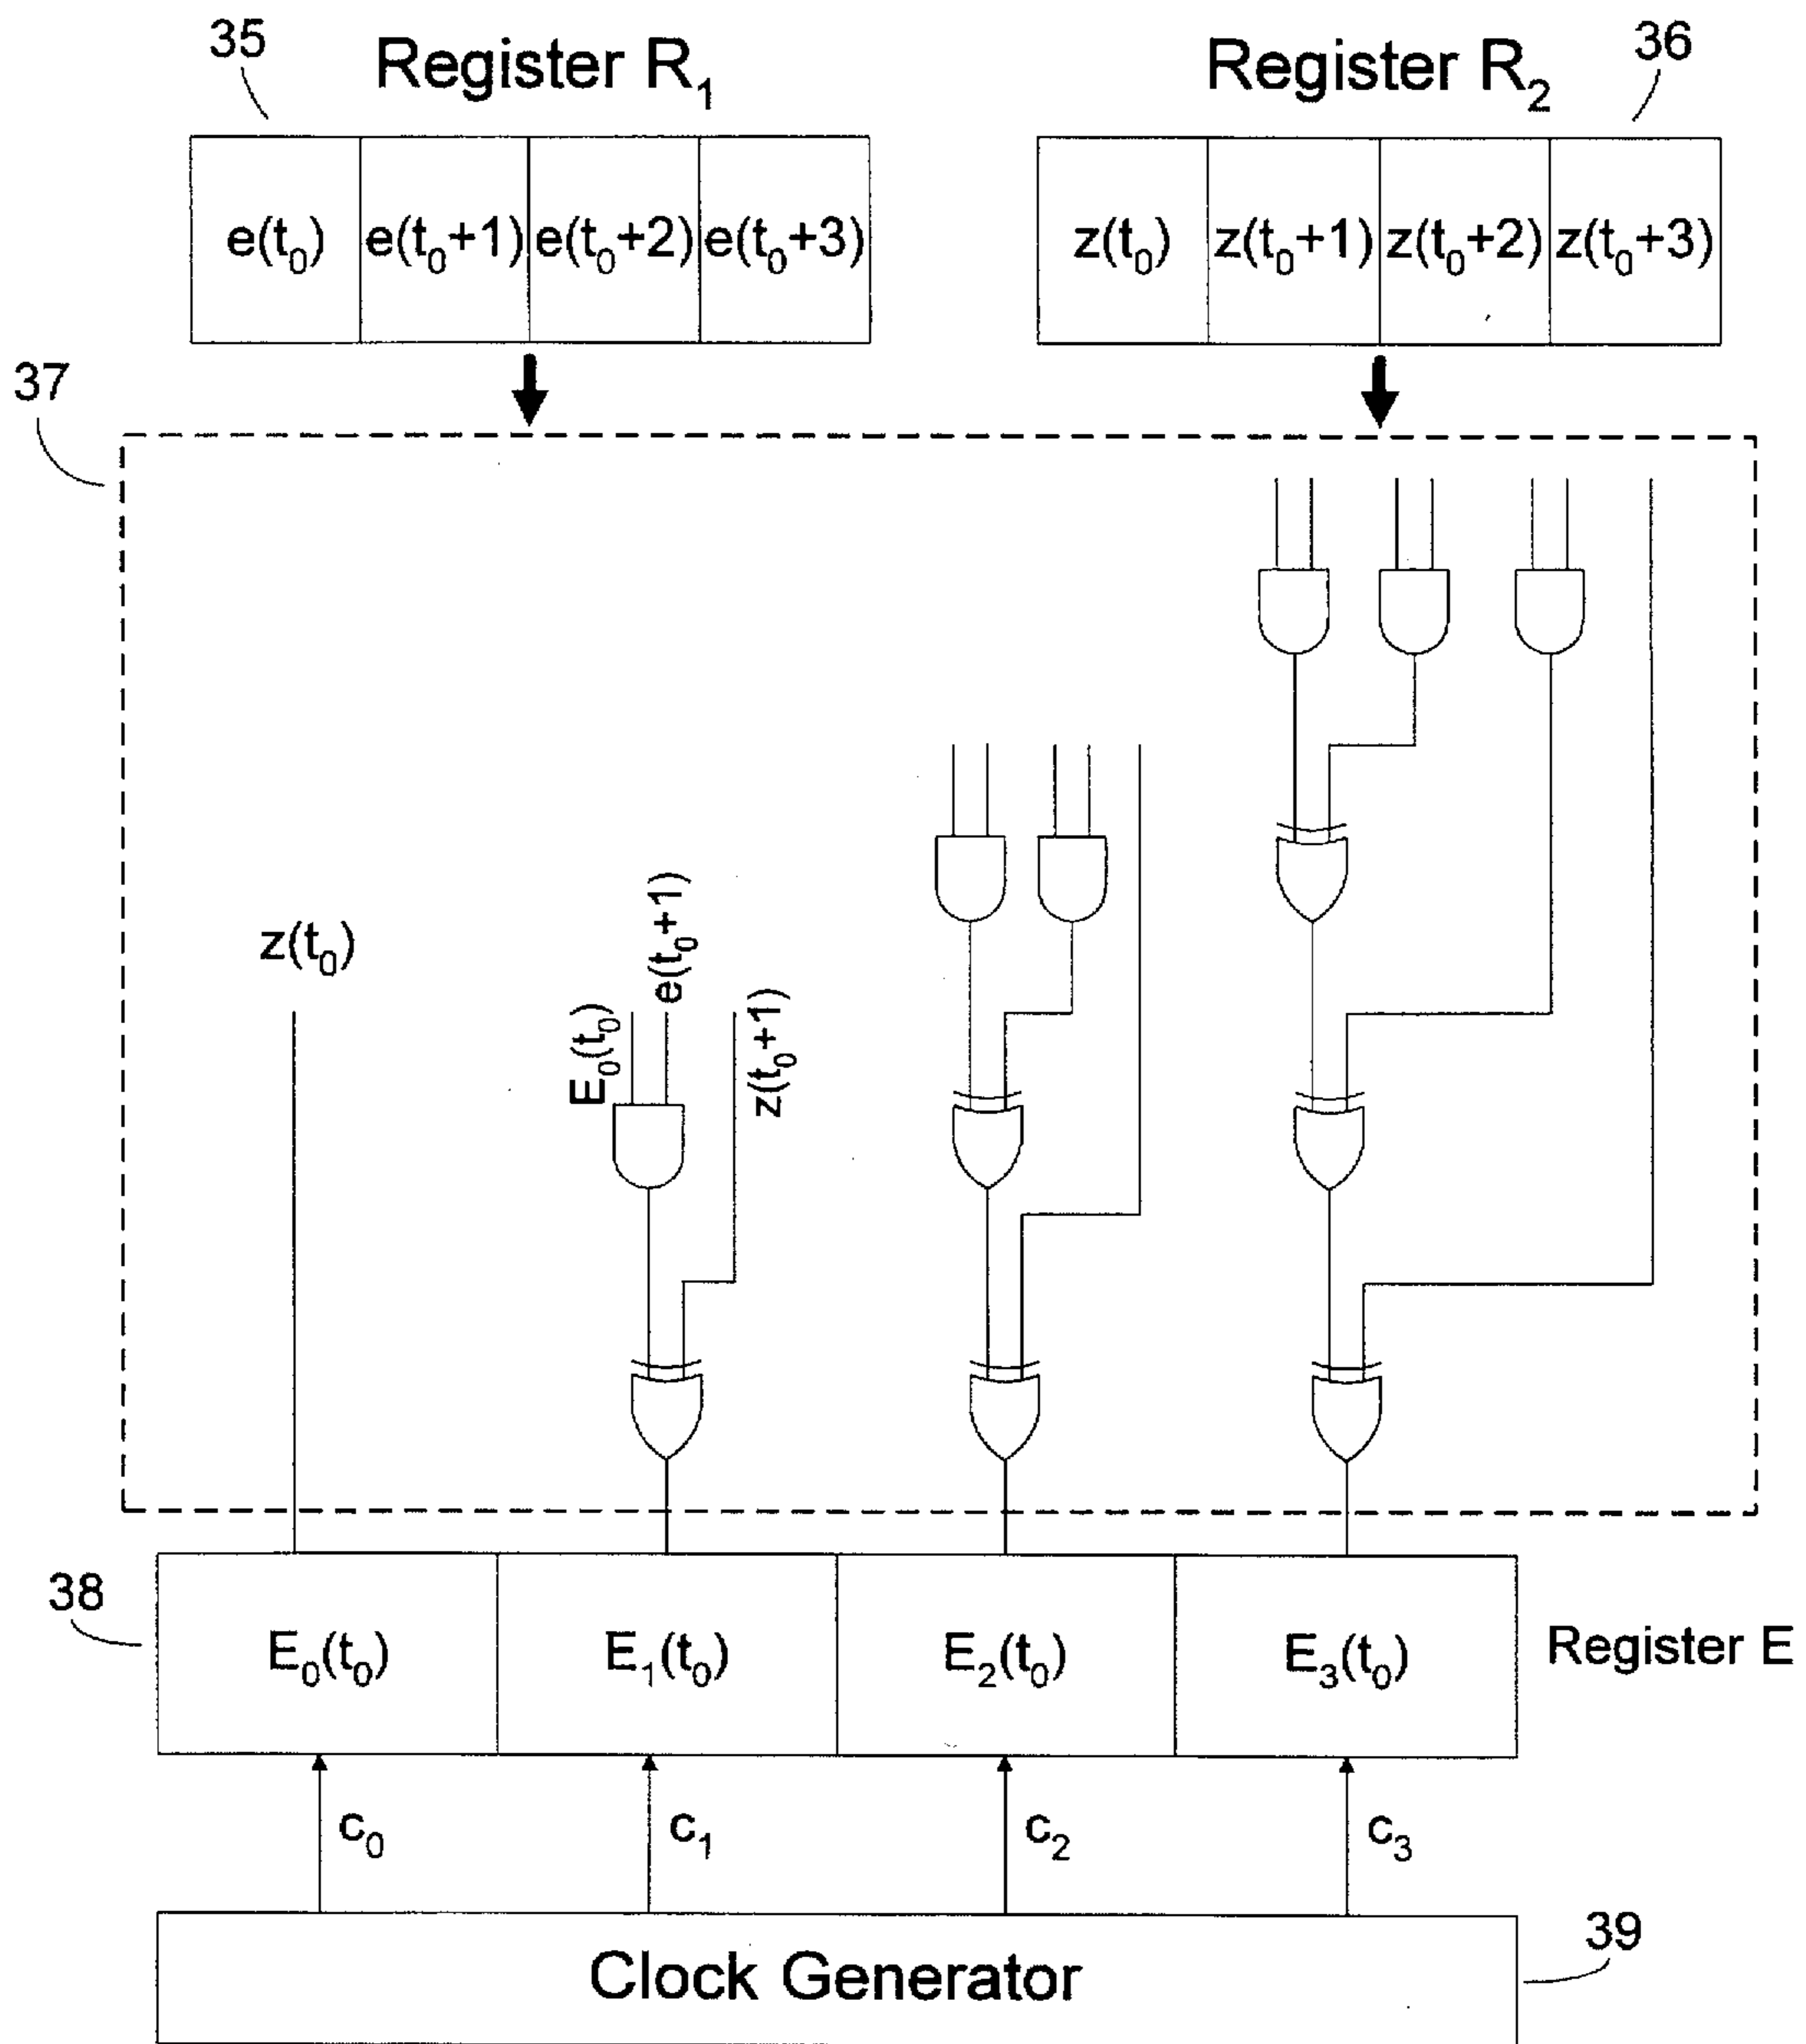 35
Register R₁
Register R₂
36
e(t₀) e(t₀+1) e(t₀+2) e(t₀+3)
z(t₀) z(t₀+1) z(t₀+2) z(t₀+3)
37
z(t₀)
E₀(t₀)
e(t₀+1)
z(t₀+1)
38
E₀(t₀) E₁(t₀) E₂(t₀) E₃(t₀)
Register E
c₀ c₁ c₂ c₃
Clock Generator
39